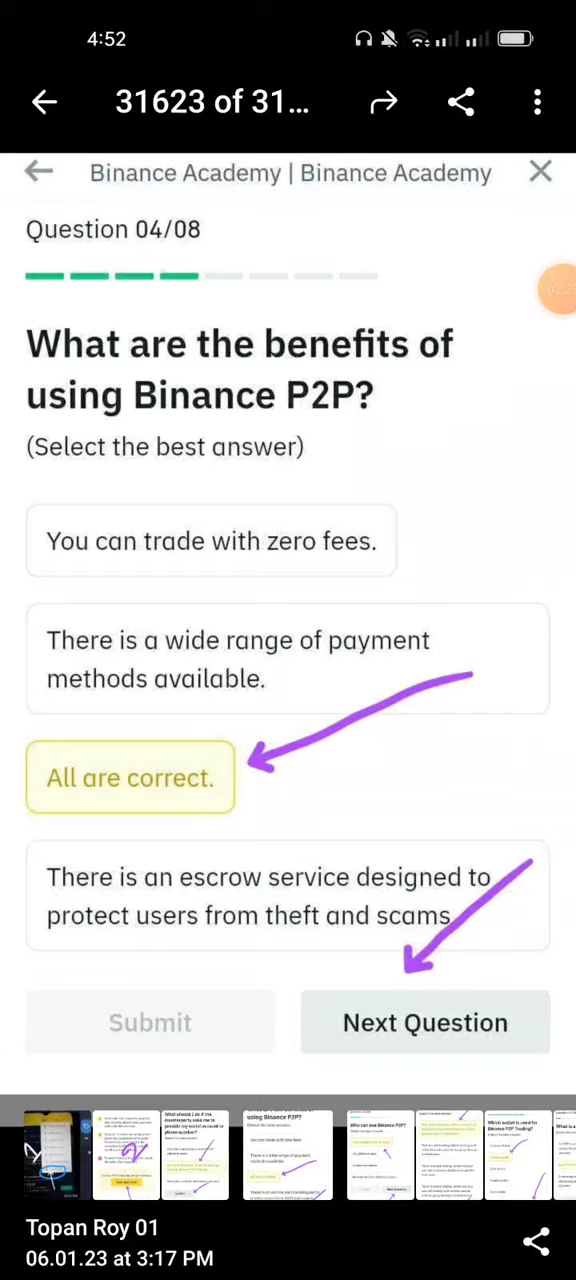 4:52
31623 of 31...
Binance Academy | Binance Academy
Question 04/08
What are the benefits of
using Binance P2P?
(Select the best answer)
You can trade with zero fees.
There is a wide range of payment
methods available.
All are correct.
There is an escrow service designed to
protect users from theft and scams.
Submit
Next Question
Topan Roy 01
06.01.23 at 3:17 PM